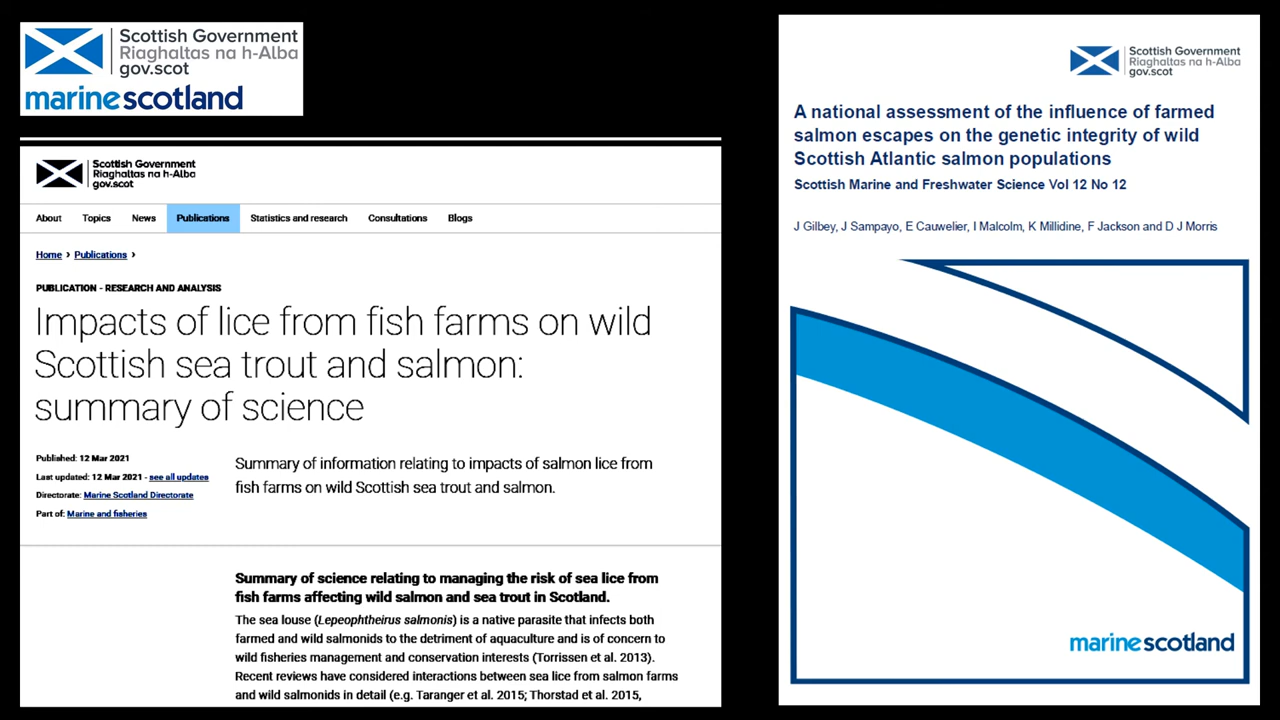 Scottish Government
Riaghaltas na h-Alba
gov.scot
marinescotland
Scottish Government
Riaghaltas na h-Alba
gov.scot
About Topics News Publications Statistics and research Consultations Blogs
Home › Publications ›
PUBLICATION - RESEARCH AND ANALYSIS
Impacts of lice from fish farms on wild
Scottish sea trout and salmon:
summary of science
Published: 12 Mar 2021
Last updated: 12 Mar 2021 - see all updates
Directorate: Marine Scotland Directorate
Part of: Marine and fisheries
Summary of information relating to impacts of salmon lice from
fish farms on wild Scottish sea trout and salmon.
Summary of science relating to managing the risk of sea lice from
fish farms affecting wild salmon and sea trout in Scotland.
The sea louse (Lepeophtheirus salmonis) is a native parasite that infects both
farmed and wild salmonids to the detriment of aquaculture and is of concern to
wild fisheries management and conservation interests (Torrissen et al. 2013).
Recent reviews have considered interactions between sea lice from salmon farms
and wild salmonids in detail (e.g. Taranger et al. 2015; Thorstad et al. 2015,
Scottish Government
Riaghaltas na h-Alba
gov.scot
A national assessment of the influence of farmed
salmon escapes on the genetic integrity of wild
Scottish Atlantic salmon populations
Scottish Marine and Freshwater Science Vol 12 No 12
J Gilbey, J Sampayo, E Cauwelier, I Malcolm, K Millidine, F Jackson and D J Morris
marinescotland